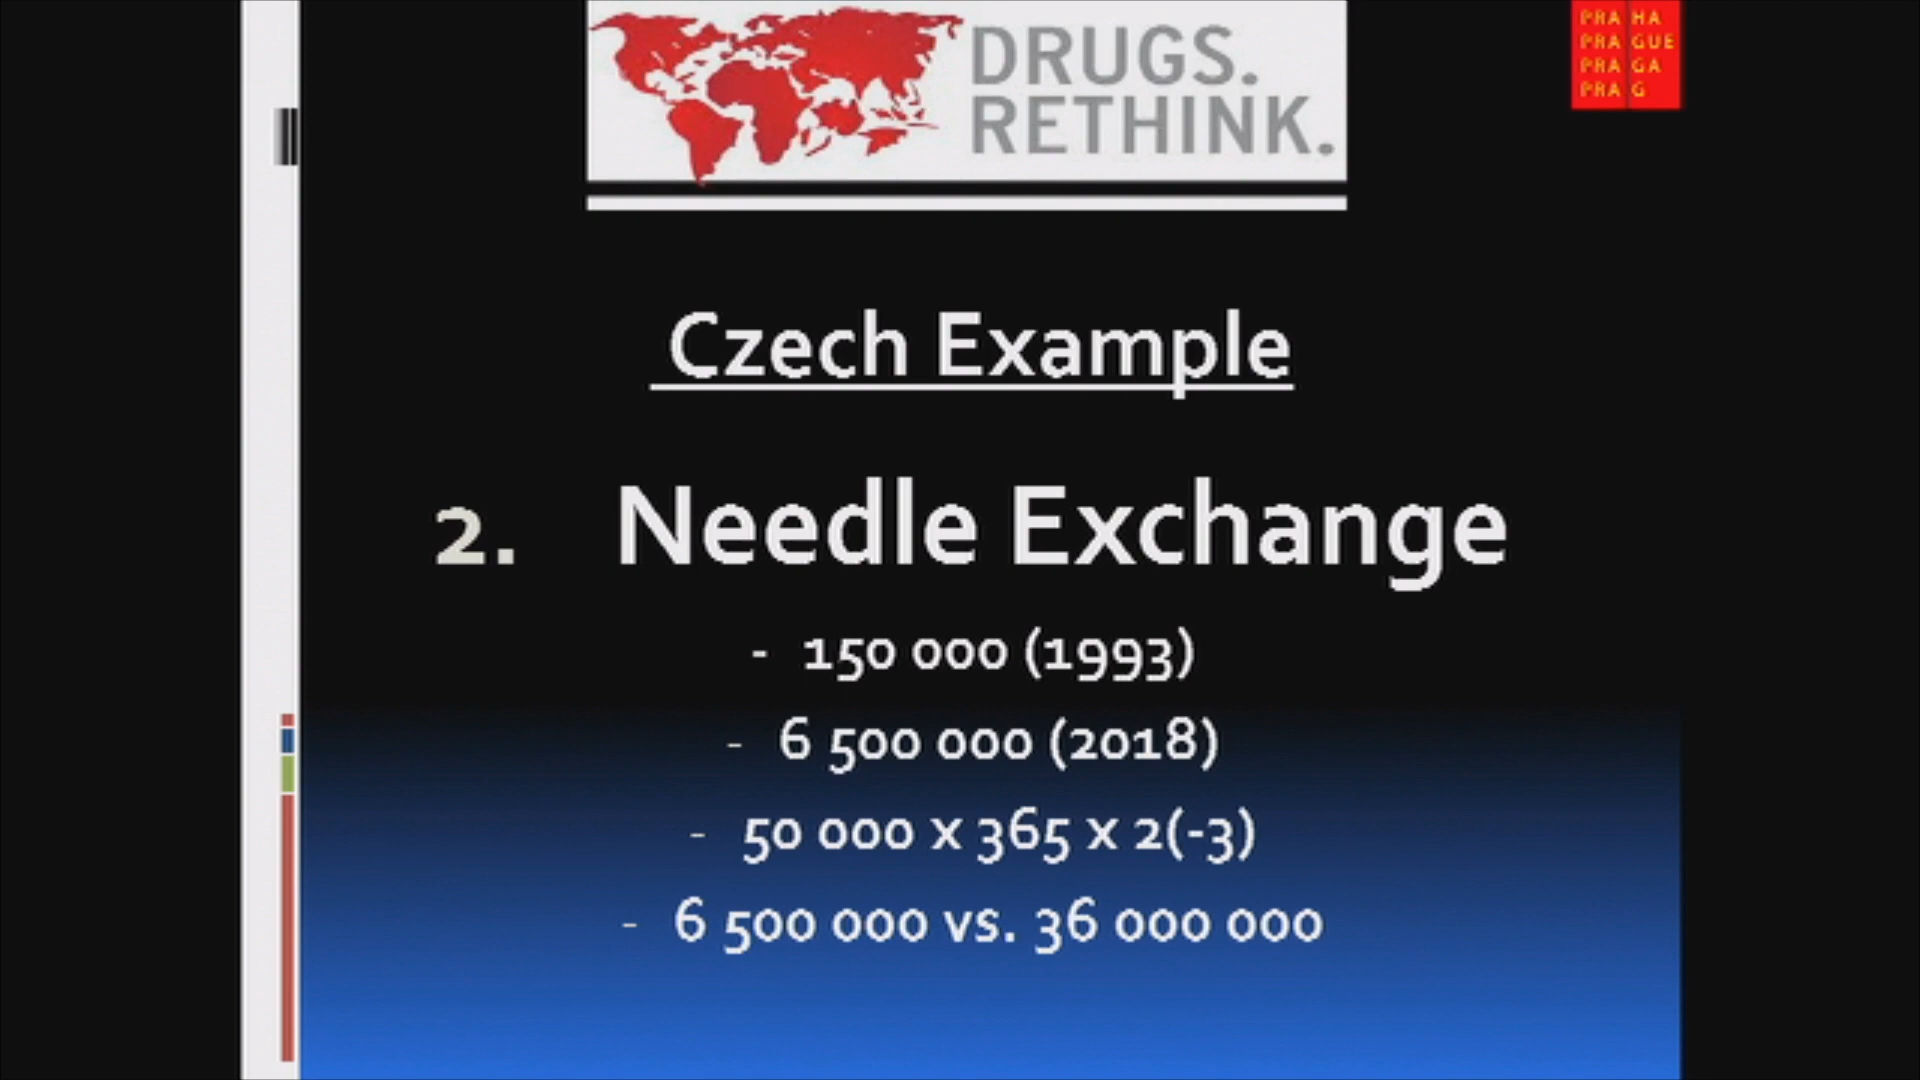 DRUGS.
RETHINK.
PRA HA
PRA GUE
PRA GA
PRA G
Czech Example
2. Needle Exchange
- 150 000 (1993)
- 6 500 000 (2018)
- 50 000 x 365 x 2(-3)
- 6 500 000 vs. 36 000 000